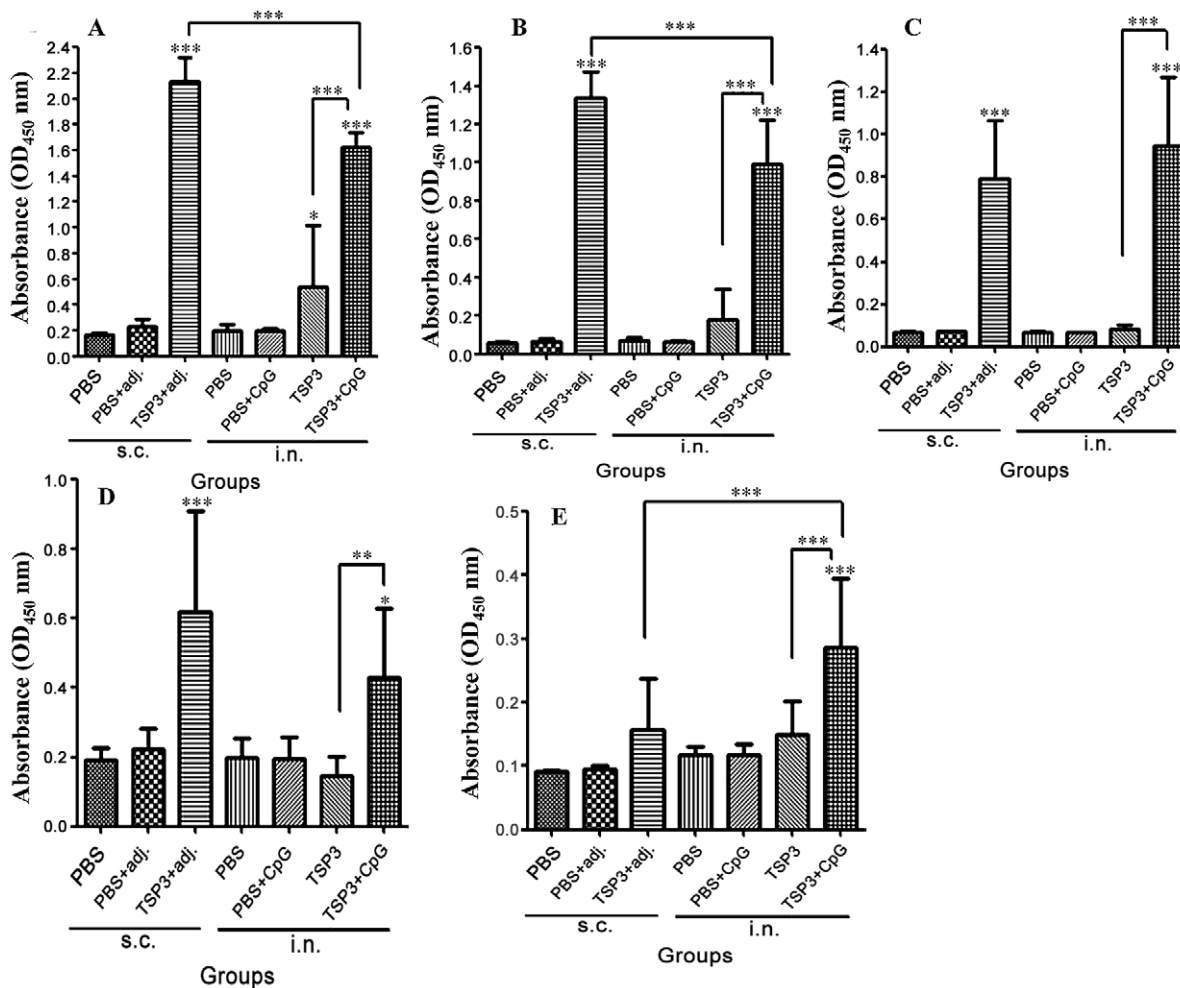 A
Absorbance (OD450 nm)
2.4
2.2
2.0
1.8
1.6
1.4
1.2
1.0
0.8
0.6
0.4
0.2
0.0
***
***
***
*
***
PBS
PBS+adj.
TSP3+adj.
PBS
PBS+CpG
TSP3
TSP3+CpG
s.c.
i.n.
Groups
B
Absorbance (OD450 nm)
1.6
1.4
1.2
1.0
0.8
0.6
0.4
0.2
0.0
***
***
***
***
PBS
PBS+adj.
TSP3+adj.
PBS
PBS+CpG
TSP3
TSP3+CpG
s.c.
i.n.
Groups
C
Absorbance (OD450 nm)
1.4
1.2
1.0
0.8
0.6
0.4
0.2
0.0
***
***
***
PBS
PBS+adj.
TSP3+adj.
PBS
PBS+CpG
TSP3
TSP3+CpG
s.c.
i.n.
Groups
D
Absorbance (OD450 nm)
1.0
0.8
0.6
0.4
0.2
0.0
***
**
*
PBS
PBS+adj.
TSP3+adj.
PBS
PBS+CpG
TSP3
TSP3+CpG
s.c.
i.n.
Groups
E
Absorbance (OD450 nm)
0.5
0.4
0.3
0.2
0.1
0.0
***
***
***
PBS
PBS+adj.
TSP3+adj.
PBS
PBS+CpG
TSP3
TSP3+CpG
s.c.
i.n.
Groups